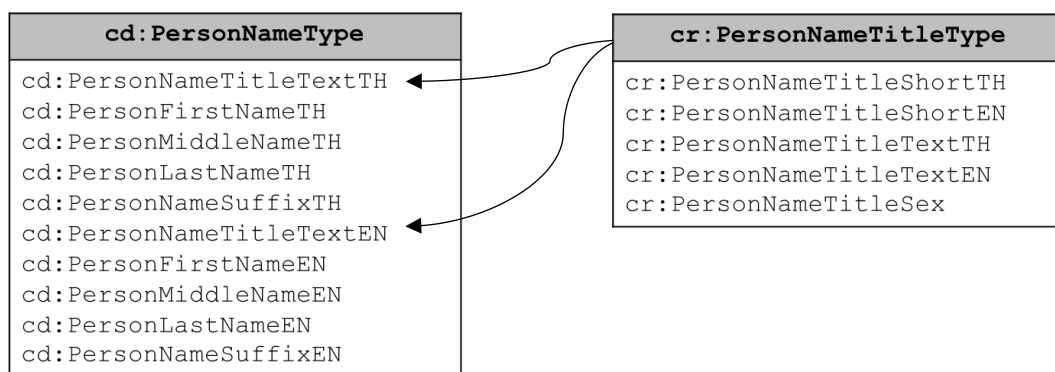 cd:PersonNameType
cd:PersonNameTitleTextTH
cd:PersonFirstNameTH
cd:PersonMiddleNameTH
cd:PersonLastNameTH
cd:PersonNameSuffixTH
cd:PersonNameTitleTextEN
cd:PersonFirstNameEN
cd:PersonMiddleNameEN
cd:PersonLastNameEN
cd:PersonNameSuffixEN
cr:PersonNameTitleType
cr:PersonNameTitleShortTH
cr:PersonNameTitleShortEN
cr:PersonNameTitleTextTH
cr:PersonNameTitleTextEN
cr:PersonNameTitleSex